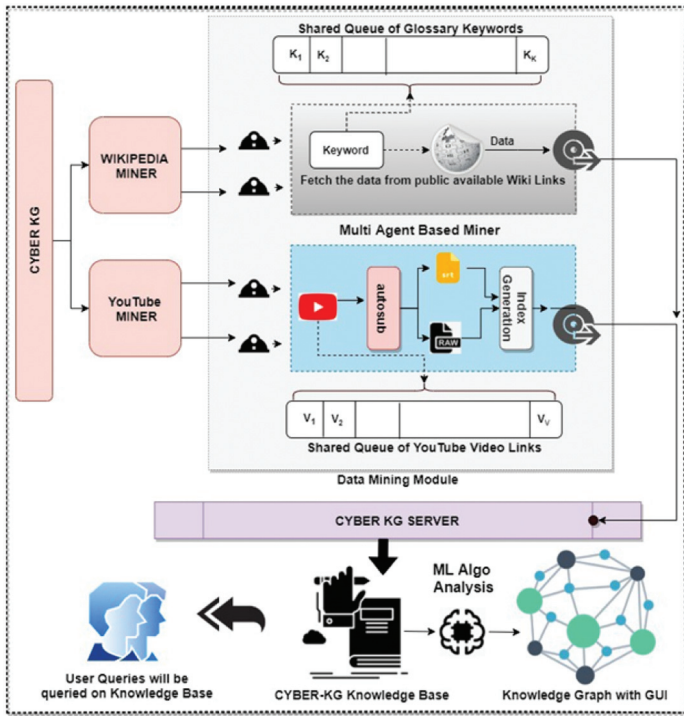 Shared Queue of Glossary Keywords
K1 K2 KK
CYBER KG
WIKIPEDIA
MINER
Keyword
Data
Fetch the data from public available Wiki Links
Multi Agent Based Miner
YouTube
MINER
autosub
srt
RAW
Index
Generation
V1 V2 VV
Shared Queue of YouTube Video Links
Data Mining Module
CYBER KG SERVER
ML Algo
Analysis
User Queries will be
queried on Knowledge Base
CYBER-KG Knowledge Base
Knowledge Graph with GUI